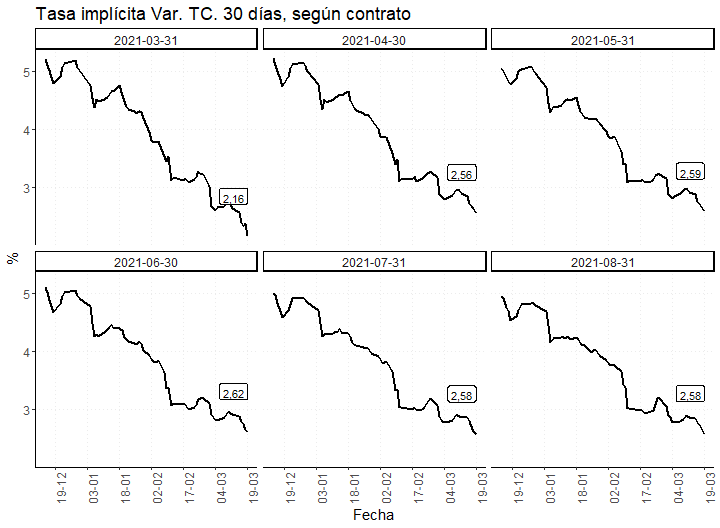 Tasa implícita Var. TC. 30 días, según contrato
2021-03-31 2021-04-30 2021-05-31
5
4
3
2,16 2,56 2,59
%
2021-06-30 2021-07-31 2021-08-31
5
4
3
2,62 2,58 2,58
19-12 03-01 18-01 02-02 17-02 04-03 19-03 19-12 03-01 18-01 02-02 17-02 04-03 19-03 19-12 03-01 18-01 02-02 17-02 04-03 19-03
Fecha